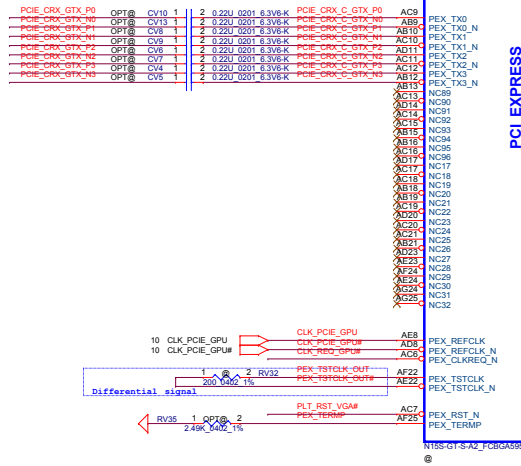 PCIE_CRX_GTX_P0 OPT@ CV10 1 2 0.22U_0201_6.3V6-K PCIE_CRX_C_GTX_P0 AC9 PEX_TX0
PCIE_CRX_GTX_N0 OPT@ CV13 1 2 0.22U_0201_6.3V6-K PCIE_CRX_C_GTX_N0 AB9 PEX_TX0_N
PCIE_CRX_GTX_P1 OPT@ CV8 1 2 0.22U_0201_6.3V6-K PCIE_CRX_C_GTX_P1 AB10 PEX_TX1
PCIE_CRX_GTX_N1 OPT@ CV9 1 2 0.22U_0201_6.3V6-K PCIE_CRX_C_GTX_N1 AC10 PEX_TX1_N
PCIE_CRX_GTX_P2 OPT@ CV6 1 2 0.22U_0201_6.3V6-K PCIE_CRX_C_GTX_P2 AD11 PEX_TX2
PCIE_CRX_GTX_N2 OPT@ CV7 1 2 0.22U_0201_6.3V6-K PCIE_CRX_C_GTX_N2 AC11 PEX_TX2_N
PCIE_CRX_GTX_P3 OPT@ CV4 1 2 0.22U_0201_6.3V6-K PCIE_CRX_C_GTX_P3 AC12 PEX_TX3
PCIE_CRX_GTX_N3 OPT@ CV5 1 2 0.22U_0201_6.3V6-K PCIE_CRX_C_GTX_N3 AB12 PEX_TX3_N
AB13 NC89
AC13 NC90
AD14 NC91
AC14 NC92
AC15 NC93
AB15 NC94
AB16 NC95
AC16 NC96
AD17 NC17
AC17 NC18
AC18 NC19
AB18 NC20
AB19 NC21
AC19 NC22
AD20 NC23
AC20 NC24
AC21 NC25
AB21 NC26
AD23 NC27
AE23 NC28
AF24 NC29
AE24 NC30
AG24 NC31
AG25 NC32
PCI EXPRESS
10 CLK_PCIE_GPU CLK_PCIE_GPU AE8 PEX_REFCLK
10 CLK_PCIE_GPU# CLK_PCIE_GPU# AD8 PEX_REFCLK_N
CLK_REQ_GPU# AC6 PEX_CLKREQ_N
1 @ 2 RV32 PEX_TSTCLK_OUT AF22 PEX_TSTCLK
200_0402_1% PEX_TSTCLK_OUT# AE22 PEX_TSTCLK_N
Differential signal
PLT_RST_VGA# AC7 PEX_RST_N
RV35 1 OPT@ 2 PEX_TERMP AF25 PEX_TERMP
2.49K_0402_1%
N15S-GT-S-A2_FCBGA595
@